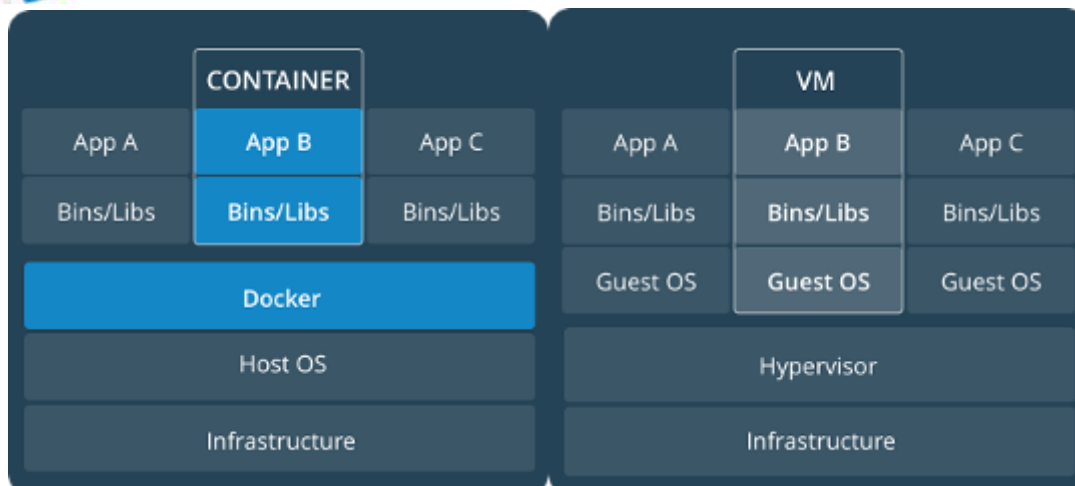 CONTAINER
App A App B App C
Bins/Libs Bins/Libs Bins/Libs
Docker
Host OS
Infrastructure
VM
App A App B App C
Bins/Libs Bins/Libs Bins/Libs
Guest OS Guest OS Guest OS
Hypervisor
Infrastructure